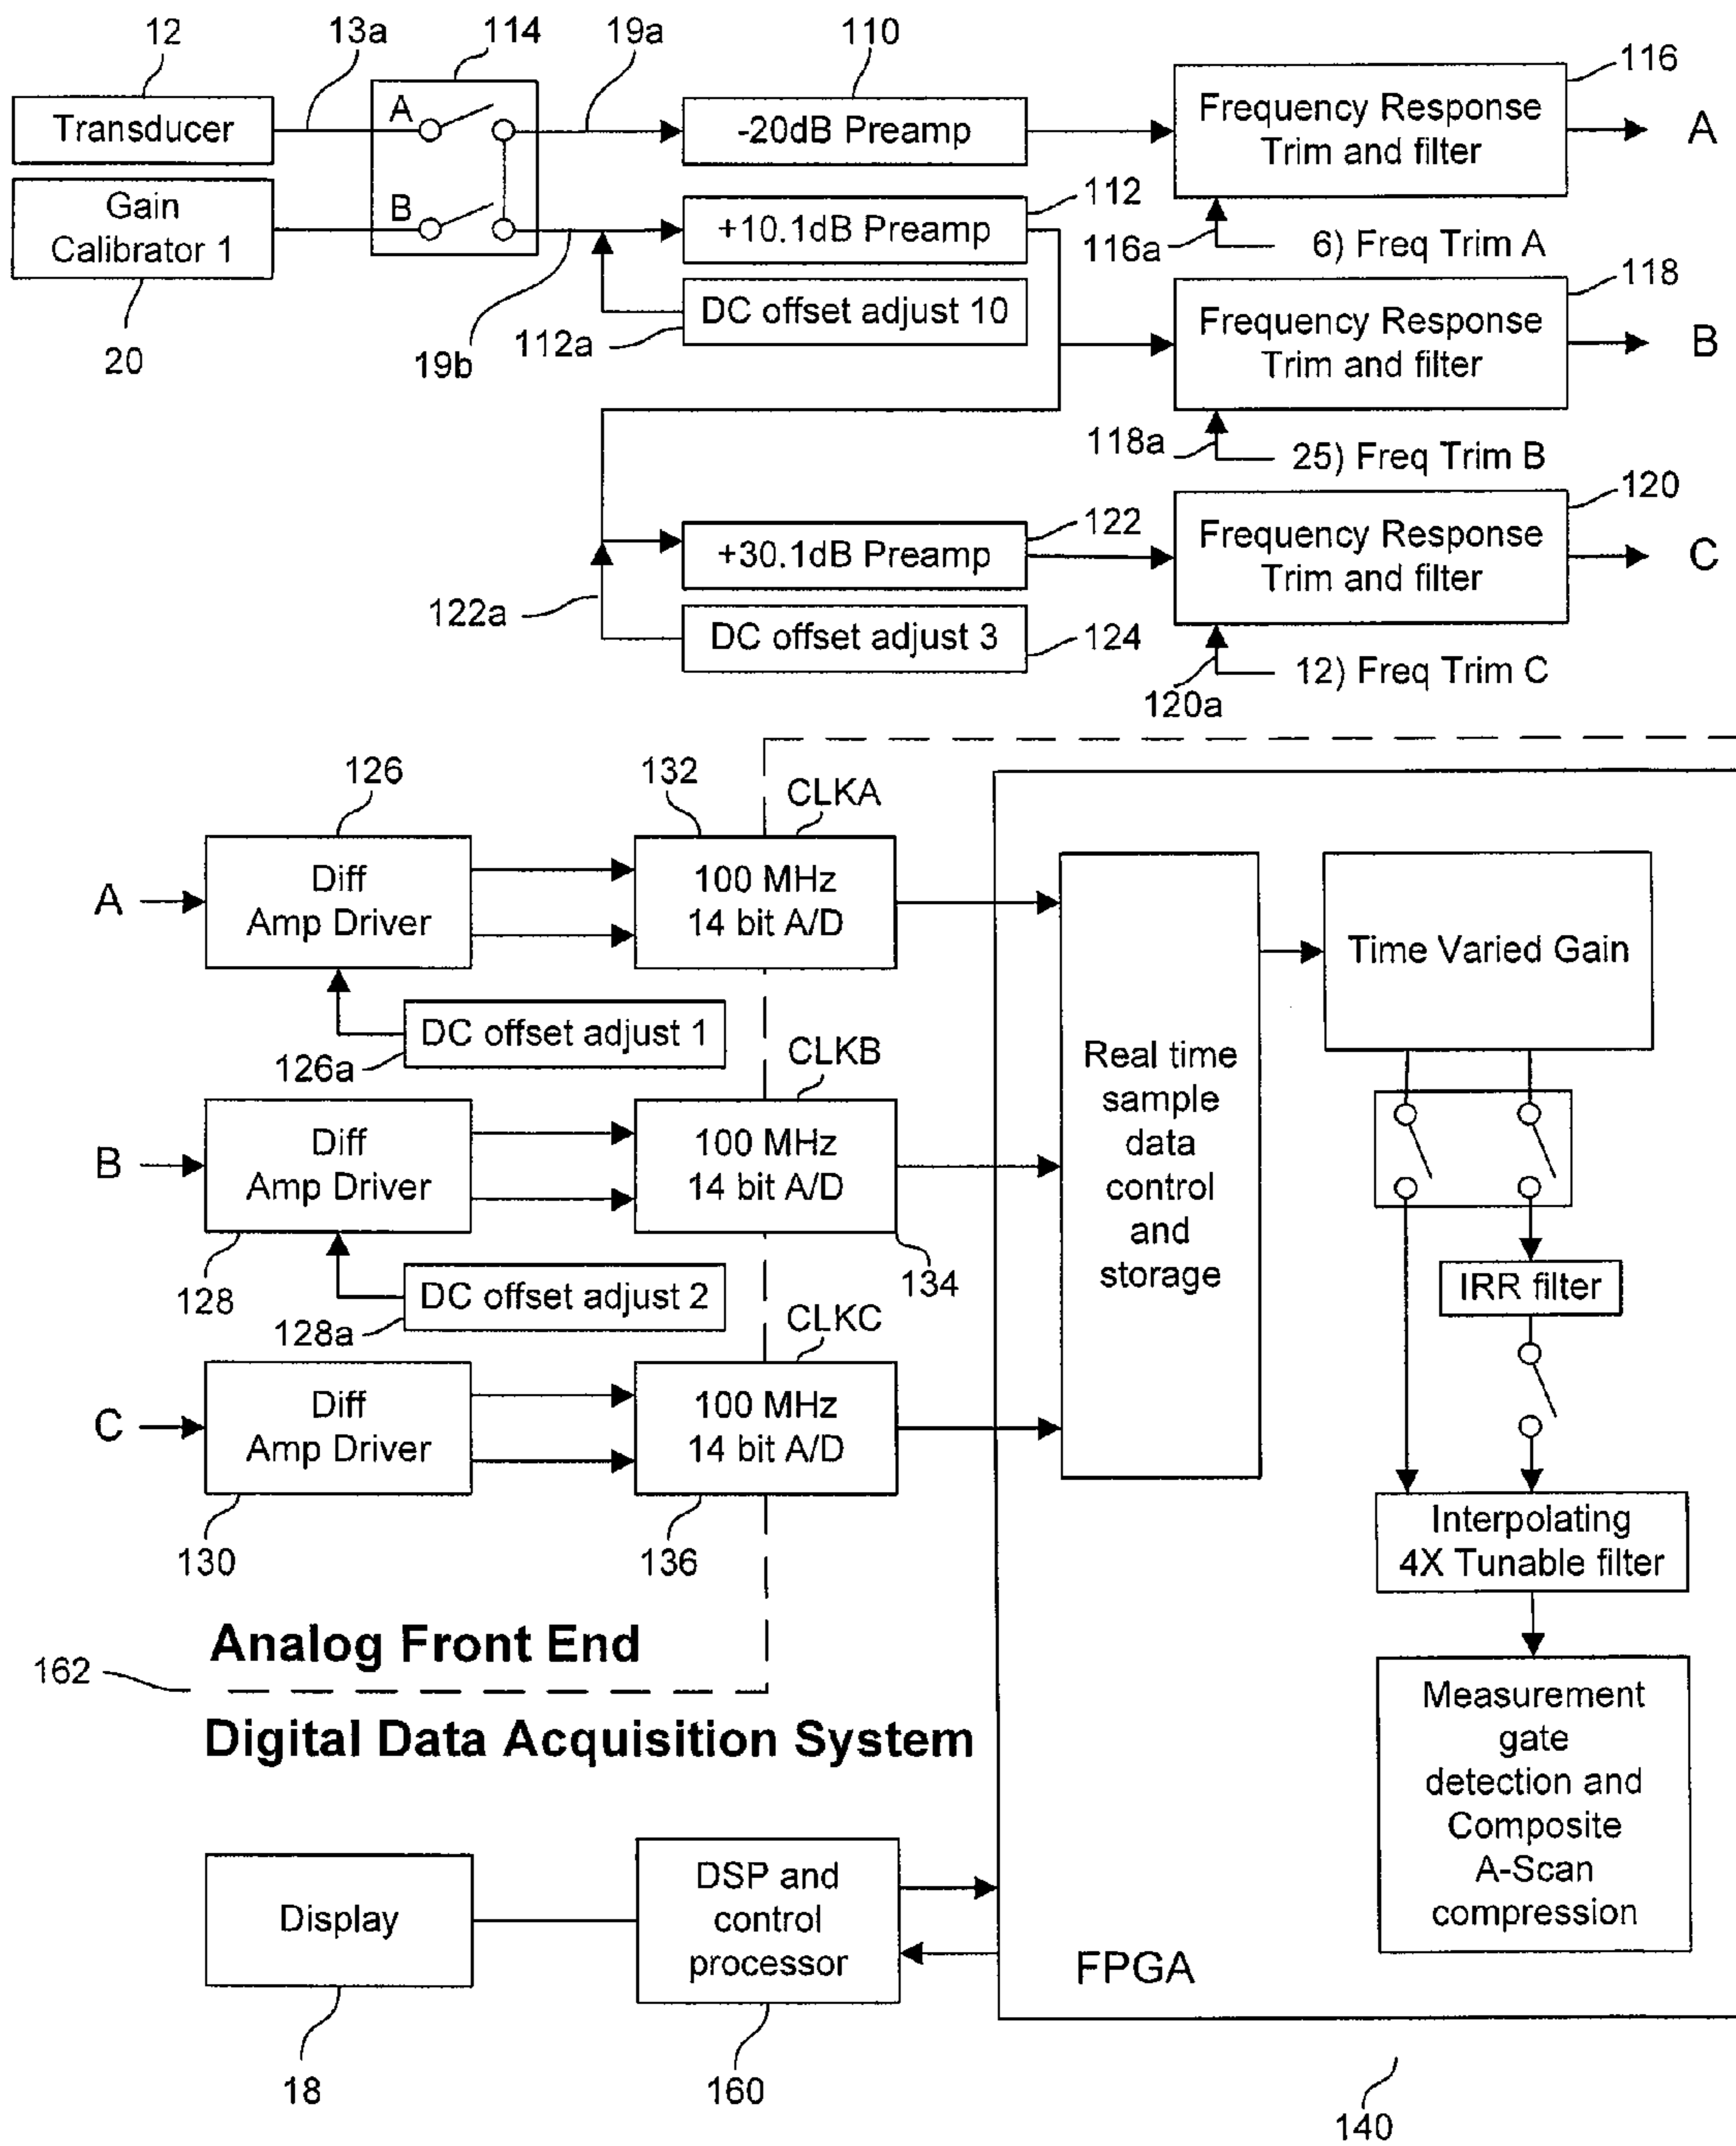 12
13a
114
19a
110
116
Transducer
A
-20dB Preamp
Frequency Response
Trim and filter
A
Gain
Calibrator 1
B
+10.1dB Preamp
112
116a
6) Freq Trim A
20
19b
112a
DC offset adjust 10
118
Frequency Response
Trim and filter
B
118a
25) Freq Trim B
120
+30.1dB Preamp
122
Frequency Response
Trim and filter
C
122a
DC offset adjust 3
124
12) Freq Trim C
120a
126
132
CLKA
A
Diff
Amp Driver
100 MHz
14 bit A/D
Time Varied Gain
DC offset adjust 1
126a
CLKB
Real time
sample
data
control
and
storage
B
Diff
Amp Driver
100 MHz
14 bit A/D
134
128
DC offset adjust 2
128a
CLKC
IRR filter
C
Diff
Amp Driver
100 MHz
14 bit A/D
130
136
Interpolating
4X Tunable filter
Analog Front End
162
Digital Data Acquisition System
Measurement
gate
detection and
Composite
A-Scan
compression
Display
DSP and
control
processor
FPGA
18
160
140